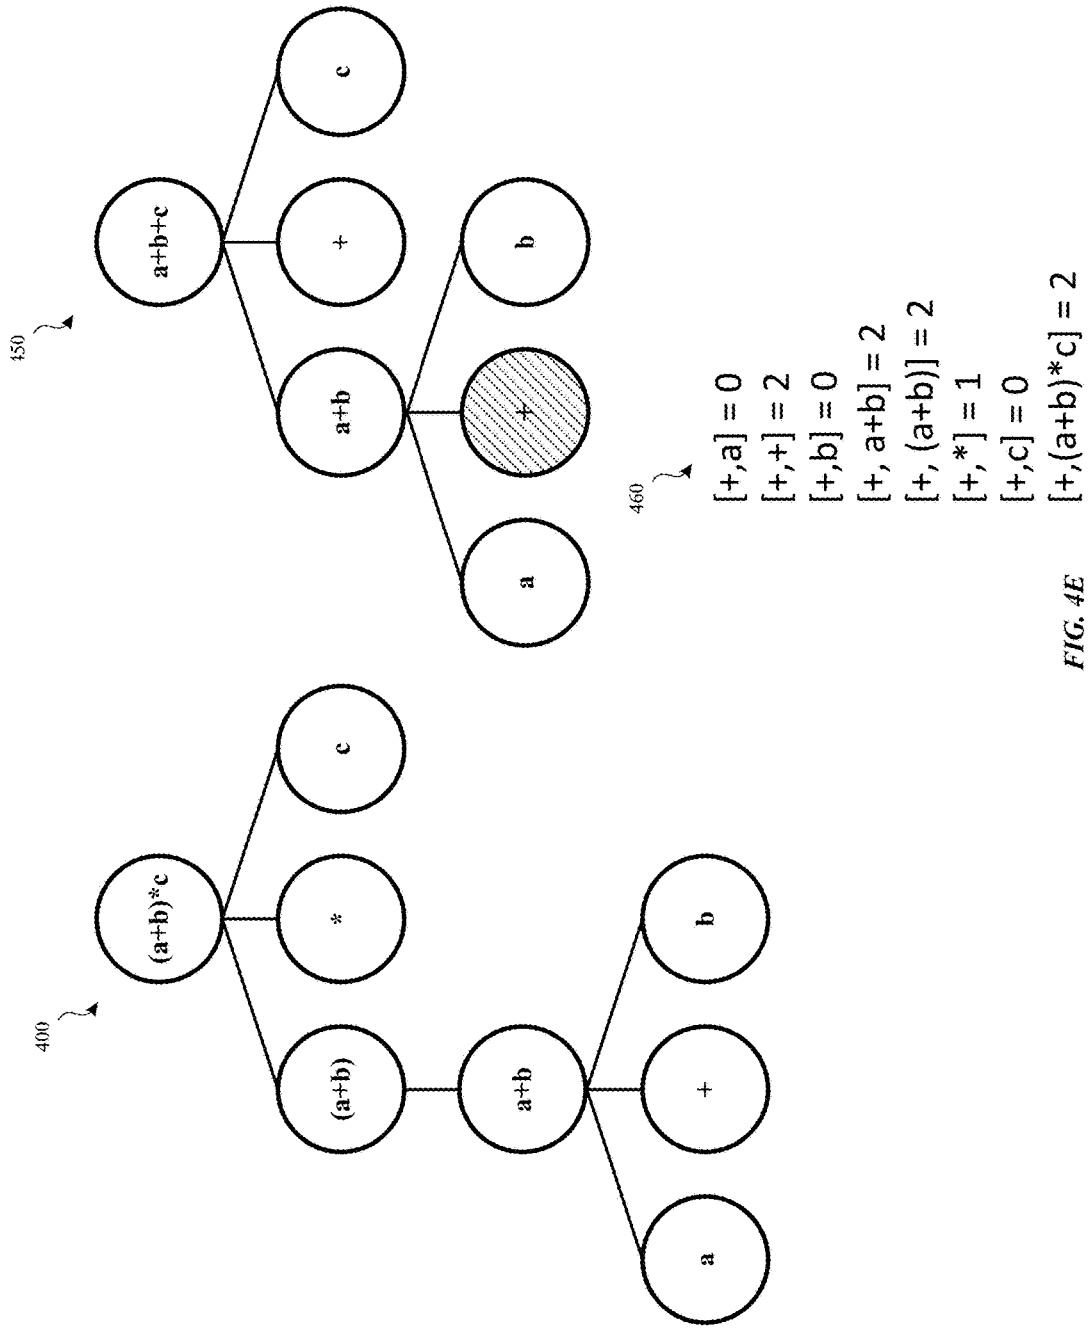 400
(a+b)*c
(a+b)
*
c
a+b
a
+
b
450
a+b+c
a+b
+
c
a
+
b
460
[+,a] = 0
[+,+] = 2
[+,b] = 0
[+, a+b] = 2
[+, (a+b)] = 2
[+,*] = 1
[+,c] = 0
[+,(a+b)*c] = 2
FIG. 4E